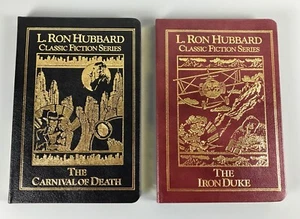 L. RON HUBBARD
CLASSIC FICTION SERIES
THE
CARNIVAL OF DEATH
L. RON HUBBARD
CLASSIC FICTION SERIES
THE
IRON DUKE